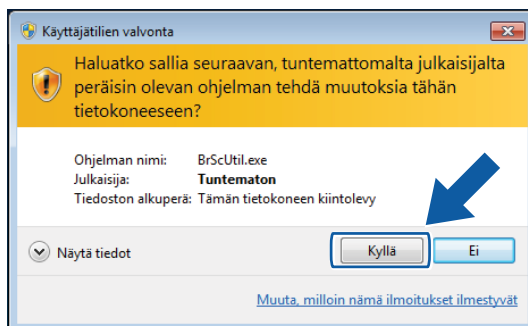 Käyttäjätilien valvonta
Haluatko sallia seuraavan, tuntemattomalta julkaisijalta
peräisin olevan ohjelman tehdä muutoksia tähän
tietokoneeseen?
Ohjelman nimi: BrScUtil.exe
Julkaisija: Tuntematon
Tiedoston alkuperä: Tämän tietokoneen kiintolevy
Näytä tiedot Kyllä Ei
Muuta, milloin nämä ilmoitukset ilmestyvät